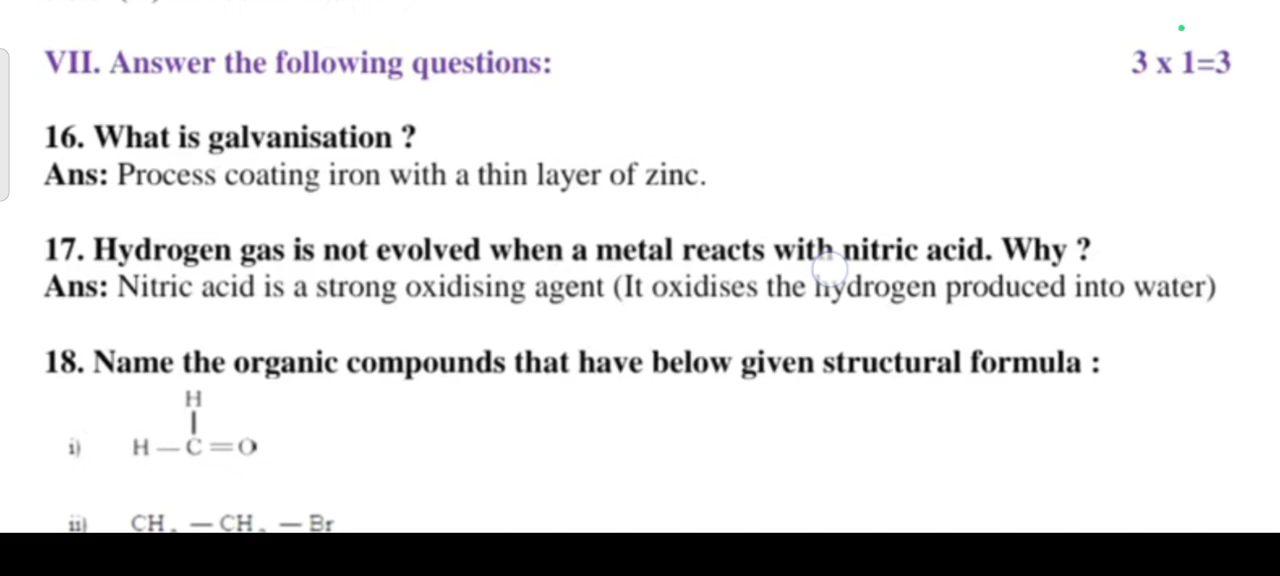 VII. Answer the following questions: 3 x 1=3
16. What is galvanisation ?
Ans: Process coating iron with a thin layer of zinc.
17. Hydrogen gas is not evolved when a metal reacts with nitric acid. Why ?
Ans: Nitric acid is a strong oxidising agent (It oxidises the hydrogen produced into water)
18. Name the organic compounds that have below given structural formula :
H
|
i) H — C = O
ii) CH — CH — Br